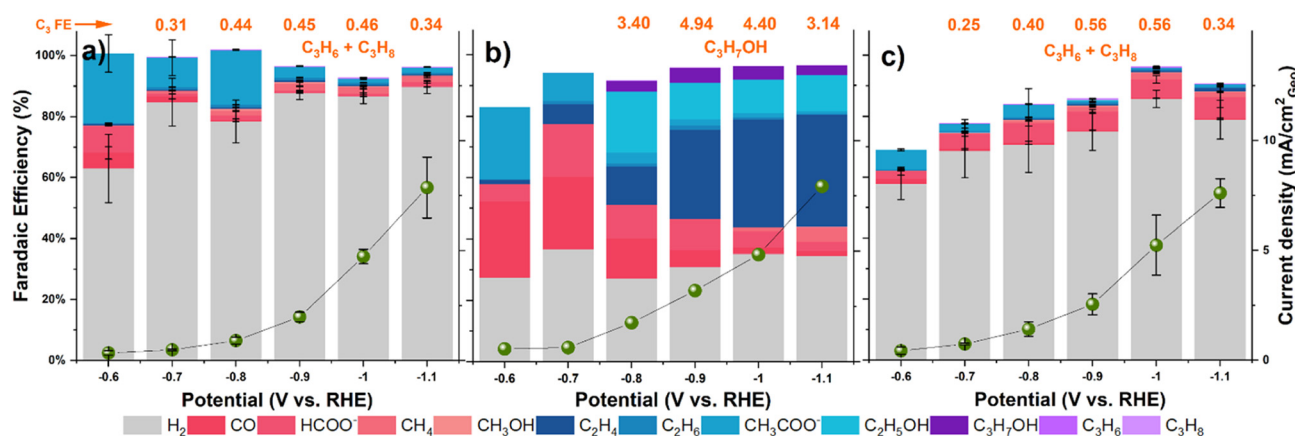 C₃ FE → 0.31 0.44 0.45 0.46 0.34 3.40 4.94 4.40 3.14 0.25 0.40 0.56 0.56 0.34
a) C₃H₆ + C₃H₈ b) C₃H₇OH c) C₃H₆ + C₃H₈
Faradaic Efficiency (%)
100%
80%
60%
40%
20%
0%
10
5
0
Current density (mA/cm²Geo)
-0.6 -0.7 -0.8 -0.9 -1 -1.1 -0.6 -0.7 -0.8 -0.9 -1 -1.1 -0.6 -0.7 -0.8 -0.9 -1 -1.1
Potential (V vs. RHE) Potential (V vs. RHE) Potential (V vs. RHE)
H₂ CO HCOO⁻ CH₄ CH₃OH C₂H₄ C₂H₆ CH₃COO⁻ C₂H₅OH C₃H₇OH C₃H₆ C₃H₈